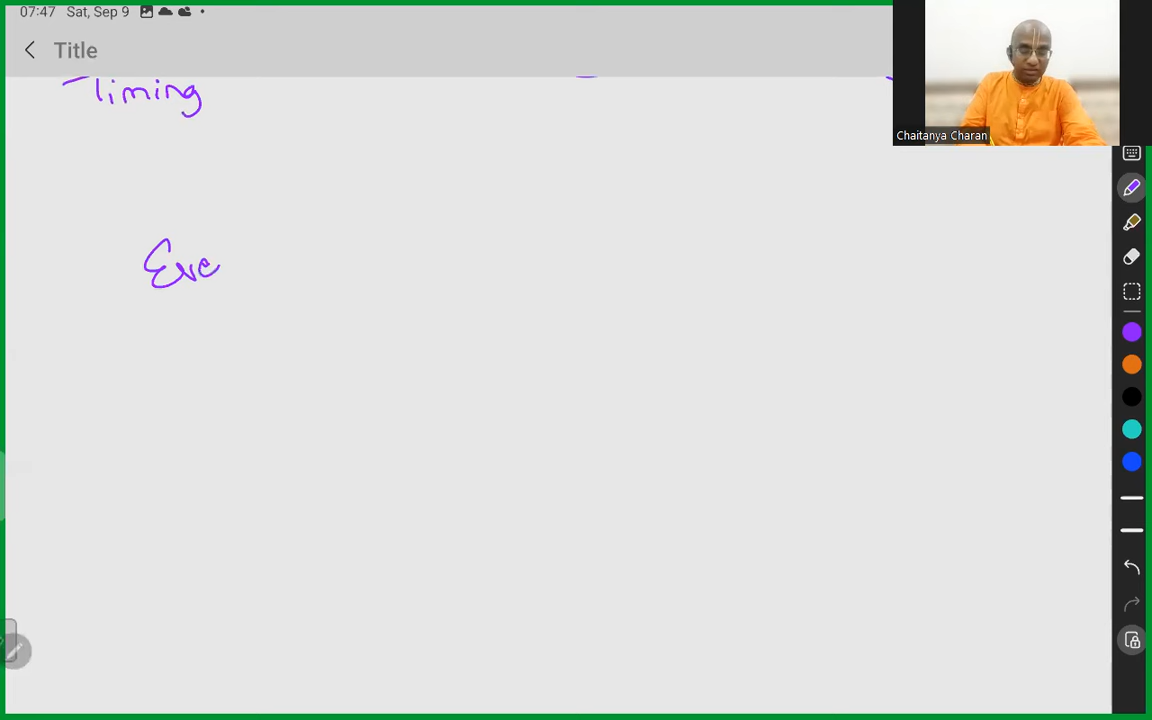 07:47 Sat, Sep 9
Title
Timing
Eve
Chaitanya Charan